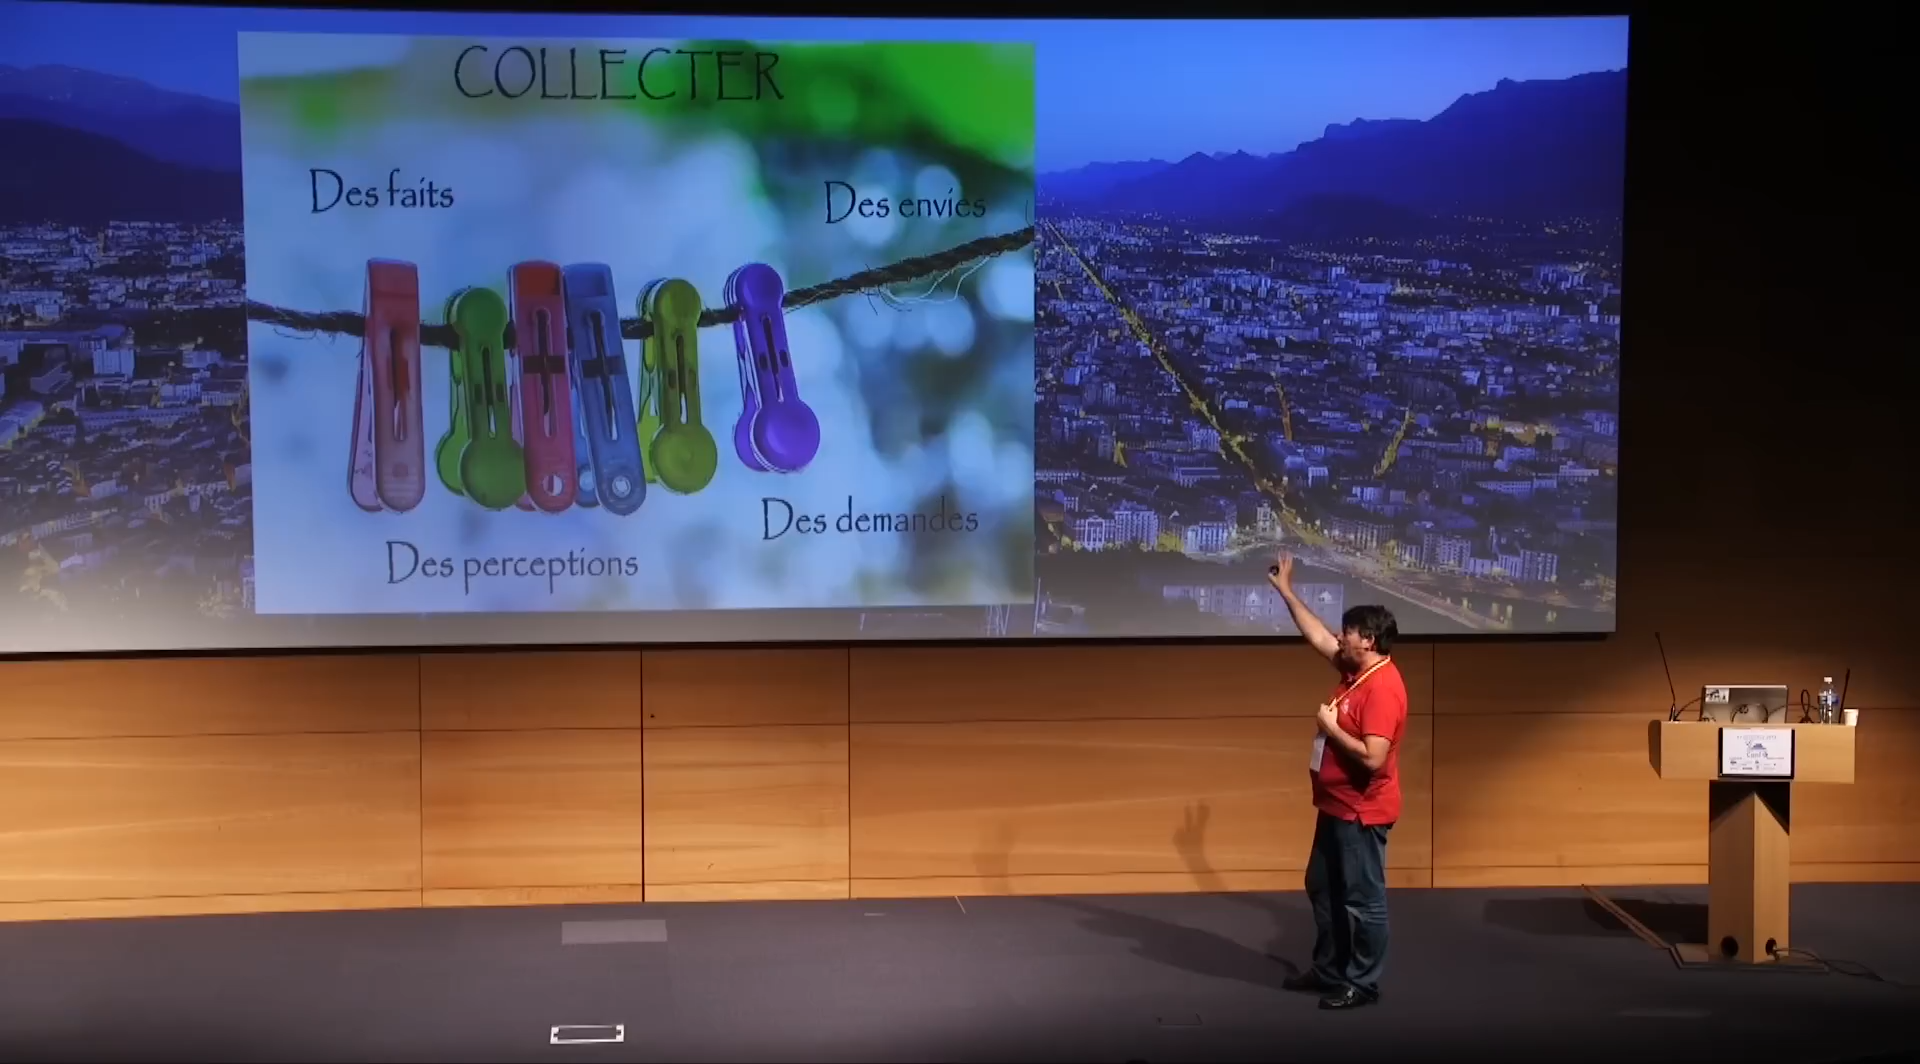 COLLECTER
Des faits
Des envies
Des demandes
Des perceptions